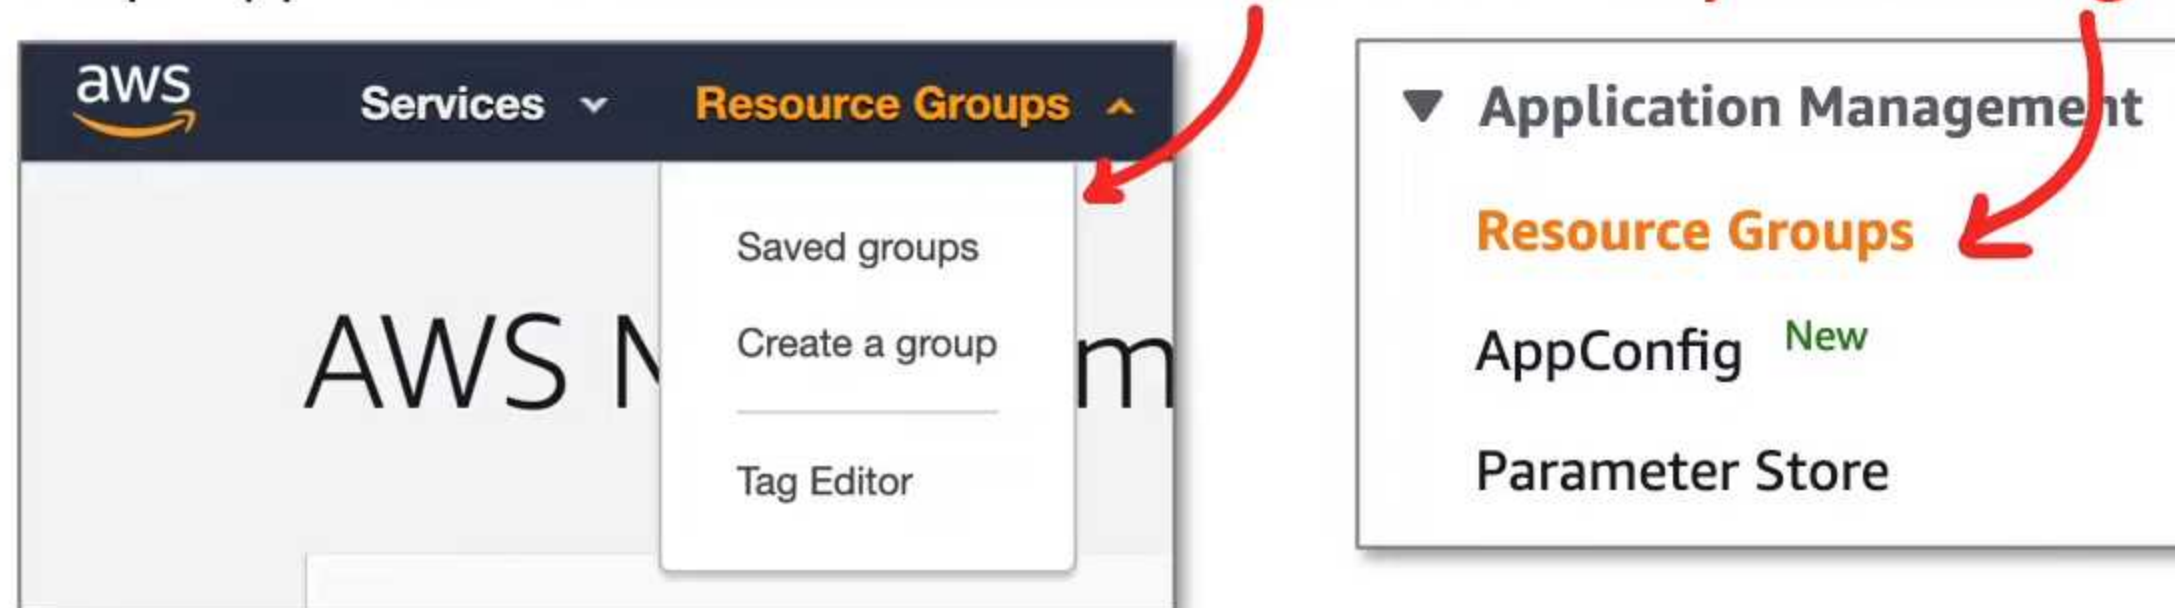 aws
Services
Resource Groups
Saved groups
Create a group
Tag Editor
AWS M
m
Application Management
Resource Groups
AppConfig New
Parameter Store